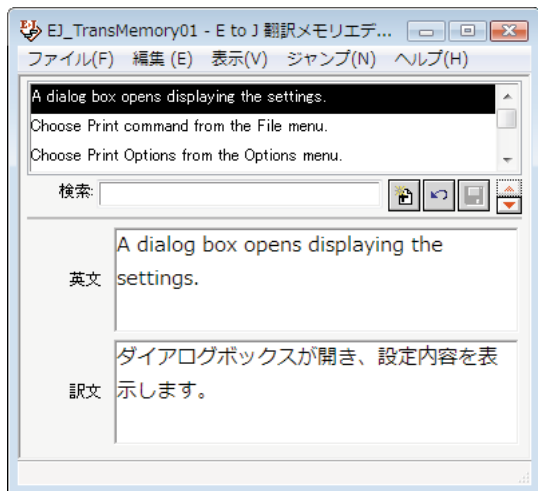 EJ_TransMemory01 - E to J 翻訳メモリエデ...
ファイル(F) 編集(E) 表示(V) ジャンプ(N) ヘルプ(H)
A dialog box opens displaying the settings.
Choose Print command from the File menu.
Choose Print Options from the Options menu.
検索:
英文
A dialog box opens displaying the
settings.
訳文
ダイアログボックスが開き、設定内容を表
示します。